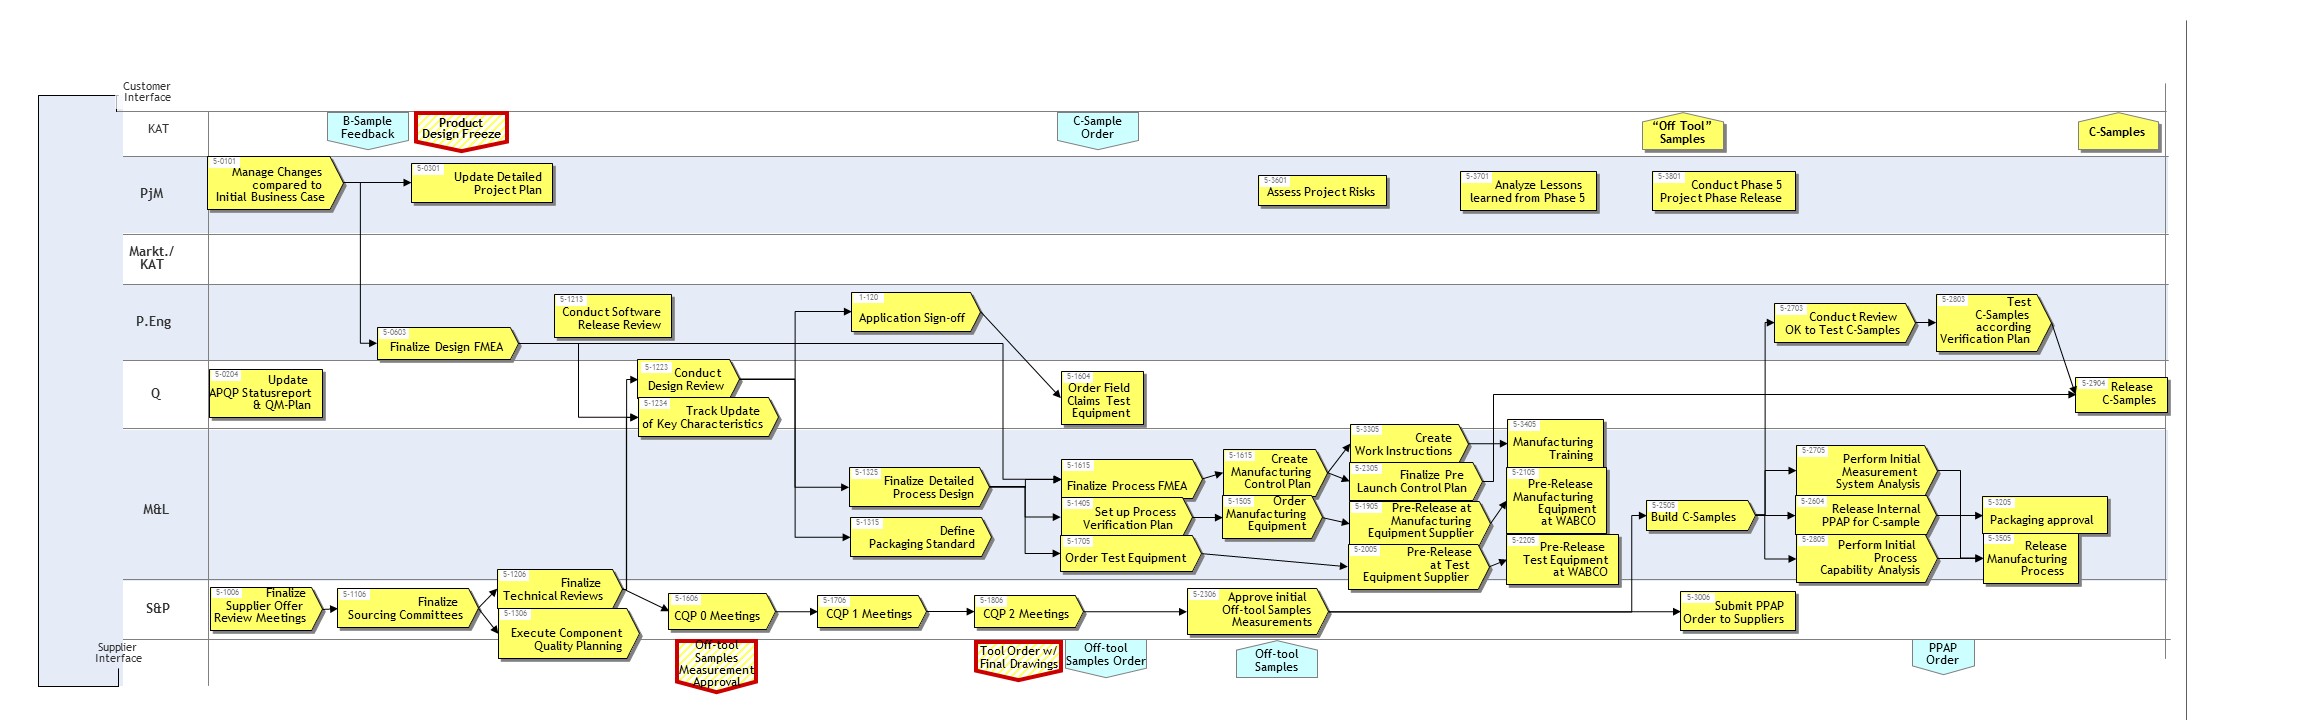 Customer
Interface
KAT
B-Sample
Feedback
Product
Design Freeze
C-Sample
Order
“Off Tool”
Samples
C-Samples
PjM
5-0101
Manage Changes
compared to
Initial Business Case
5-0301
Update Detailed
Project Plan
5-3601
Assess Project Risks
5-3701
Analyze Lessons
learned from Phase 5
5-3801
Conduct Phase 5
Project Phase Release
Markt./
KAT
P.Eng
5-0603
Finalize Design FMEA
5-1213
Conduct Software
Release Review
1-120
Application Sign-off
5-2703
Conduct Review
OK to Test C-Samples
5-2803
Test
C-Samples
according
Verification Plan
Q
5-0204
Update
APQP Statusreport
& QM-Plan
5-1223
Conduct
Design Review
5-1234
Track Update
of Key Characteristics
5-1604
Order Field
Claims Test
Equipment
5-2904
Release
C-Samples
M&L
5-1325
Finalize Detailed
Process Design
5-1315
Define
Packaging Standard
5-1615
Finalize Process FMEA
5-1405
Set up Process
Verification Plan
5-1705
Order Test Equipment
5-1615
Create
Manufacturing
Control Plan
5-1505
Order
Manufacturing
Equipment
5-3305
Create
Work Instructions
5-2305
Finalize Pre
Launch Control Plan
5-1905
Pre-Release at
Manufacturing
Equipment Supplier
5-2005
Pre-Release
at Test
Equipment Supplier
5-3405
Manufacturing
Training
5-2105
Pre-Release
Manufacturing
Equipment
at WABCO
5-2205
Pre-Release
Test Equipment
at WABCO
5-2505
Build C-Samples
5-2705
Perform Initial
Measurement
System Analysis
5-2604
Release Internal
PPAP for C-sample
5-2805
Perform Initial
Process
Capability Analysis
5-3205
Packaging approval
5-3505
Release
Manufacturing
Process
S&P
5-1006
Finalize
Supplier Offer
Review Meetings
5-1106
Finalize
Sourcing Committees
5-1206
Finalize
Technical Reviews
5-1306
Execute Component
Quality Planning
5-1606
CQP 0 Meetings
5-1706
CQP 1 Meetings
5-1806
CQP 2 Meetings
5-2306
Approve initial
Off-tool Samples
Measurements
5-3006
Submit PPAP
Order to Suppliers
Supplier
Interface
Off-tool
Samples
Measurement
Approval
Tool Order w/
Final Drawings
Off-tool
Samples Order
Off-tool
Samples
PPAP
Order